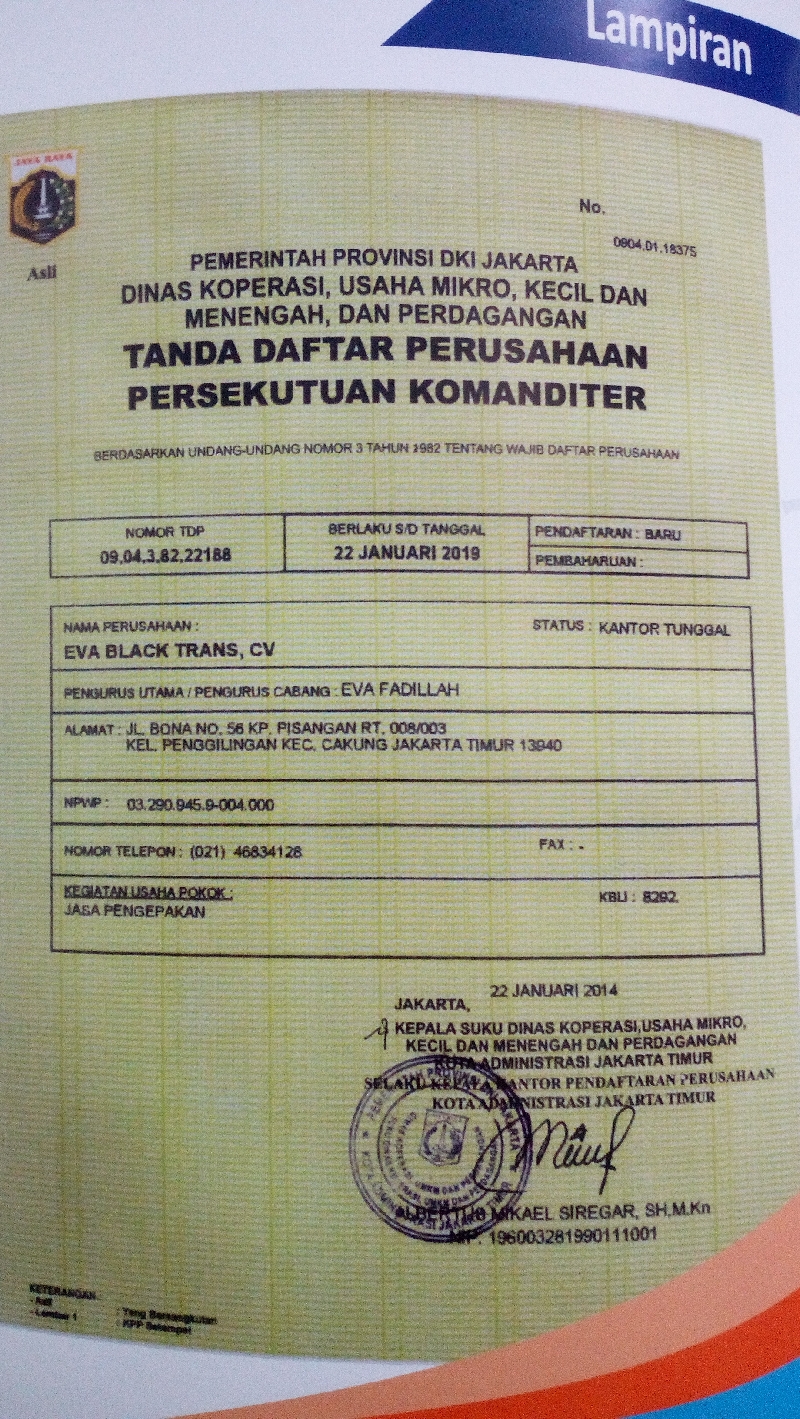 Lampiran
JAYA RAYA
Asli
No.
0904.01.18375
PEMERINTAH PROVINSI DKI JAKARTA
DINAS KOPERASI, USAHA MIKRO, KECIL DAN
MENENGAH, DAN PERDAGANGAN
TANDA DAFTAR PERUSAHAAN
PERSEKUTUAN KOMANDITER
BERDASARKAN UNDANG-UNDANG NOMOR 3 TAHUN 1982 TENTANG WAJIB DAFTAR PERUSAHAAN
NOMOR TDP
09.04.3.82.22188
BERLAKU S/D TANGGAL
22 JANUARI 2019
PENDAFTARAN : BARU
PEMBAHARUAN :
NAMA PERUSAHAAN :
EVA BLACK TRANS, CV
STATUS : KANTOR TUNGGAL
PENGURUS UTAMA / PENGURUS CABANG : EVA FADILLAH
ALAMAT : JL. BONA NO. 56 KP. PISANGAN RT. 008/003
KEL. PENGGILINGAN KEC. CAKUNG JAKARTA TIMUR 13940
NPWP : 03.290.945.9-004.000
NOMOR TELEPON : (021) 46834128
FAX : -
KEGIATAN USAHA POKOK :
JASA PENGEPAKAN
KBLI : 8292
JAKARTA, 22 JANUARI 2014
KEPALA SUKU DINAS KOPERASI,USAHA MIKRO,
KECIL DAN MENENGAH DAN PERDAGANGAN
KOTA ADMINISTRASI JAKARTA TIMUR
SELAKU KEPALA KANTOR PENDAFTARAN PERUSAHAAN
KOTA ADMINISTRASI JAKARTA TIMUR
ALBERTUS MIKAEL SIREGAR, SH.M.Kn
NIP. 196003281990111001
KETERANGAN
- Asli : Yang Bersangkutan
- Lembar 1 : KPP Setempat